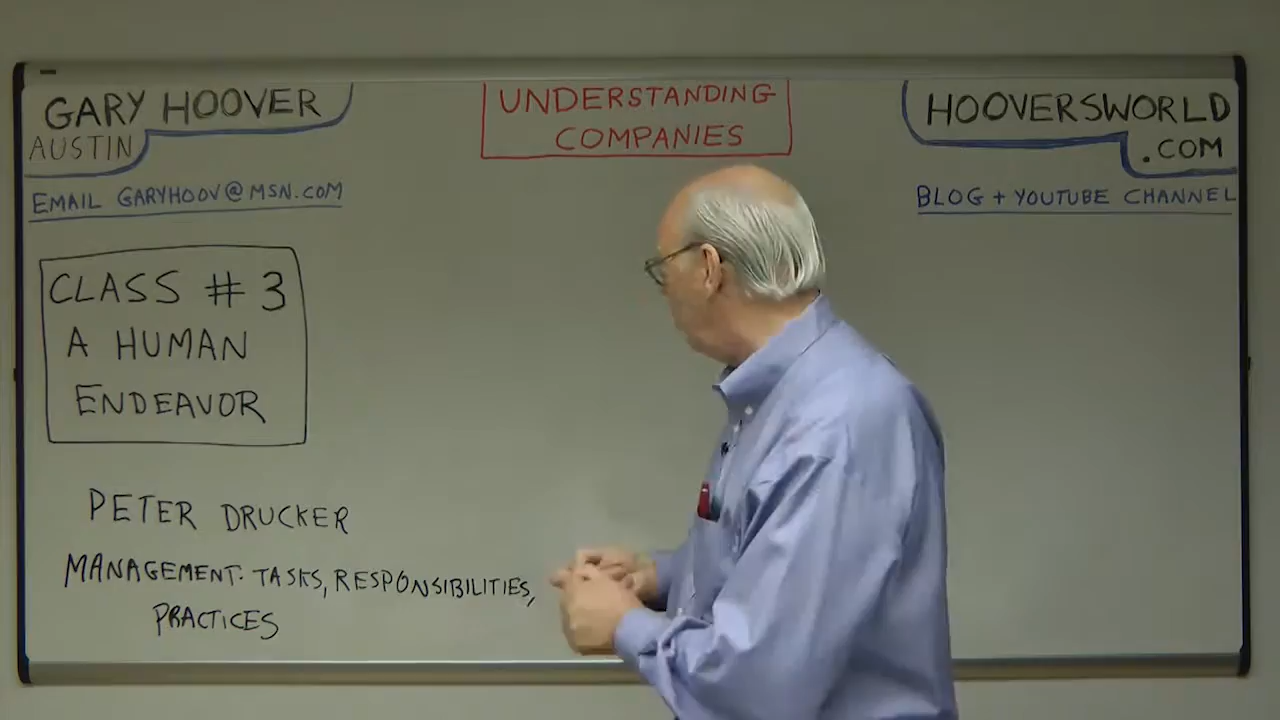 GARY HOOVER
AUSTIN
EMAIL GARYHOOV@MSN.COM
UNDERSTANDING
COMPANIES
HOOVERSWORLD
.COM
BLOG + YOUTUBE CHANNEL
CLASS # 3
A HUMAN
ENDEAVOR
PETER DRUCKER
MANAGEMENT: TASKS, RESPONSIBILITIES,
PRACTICES